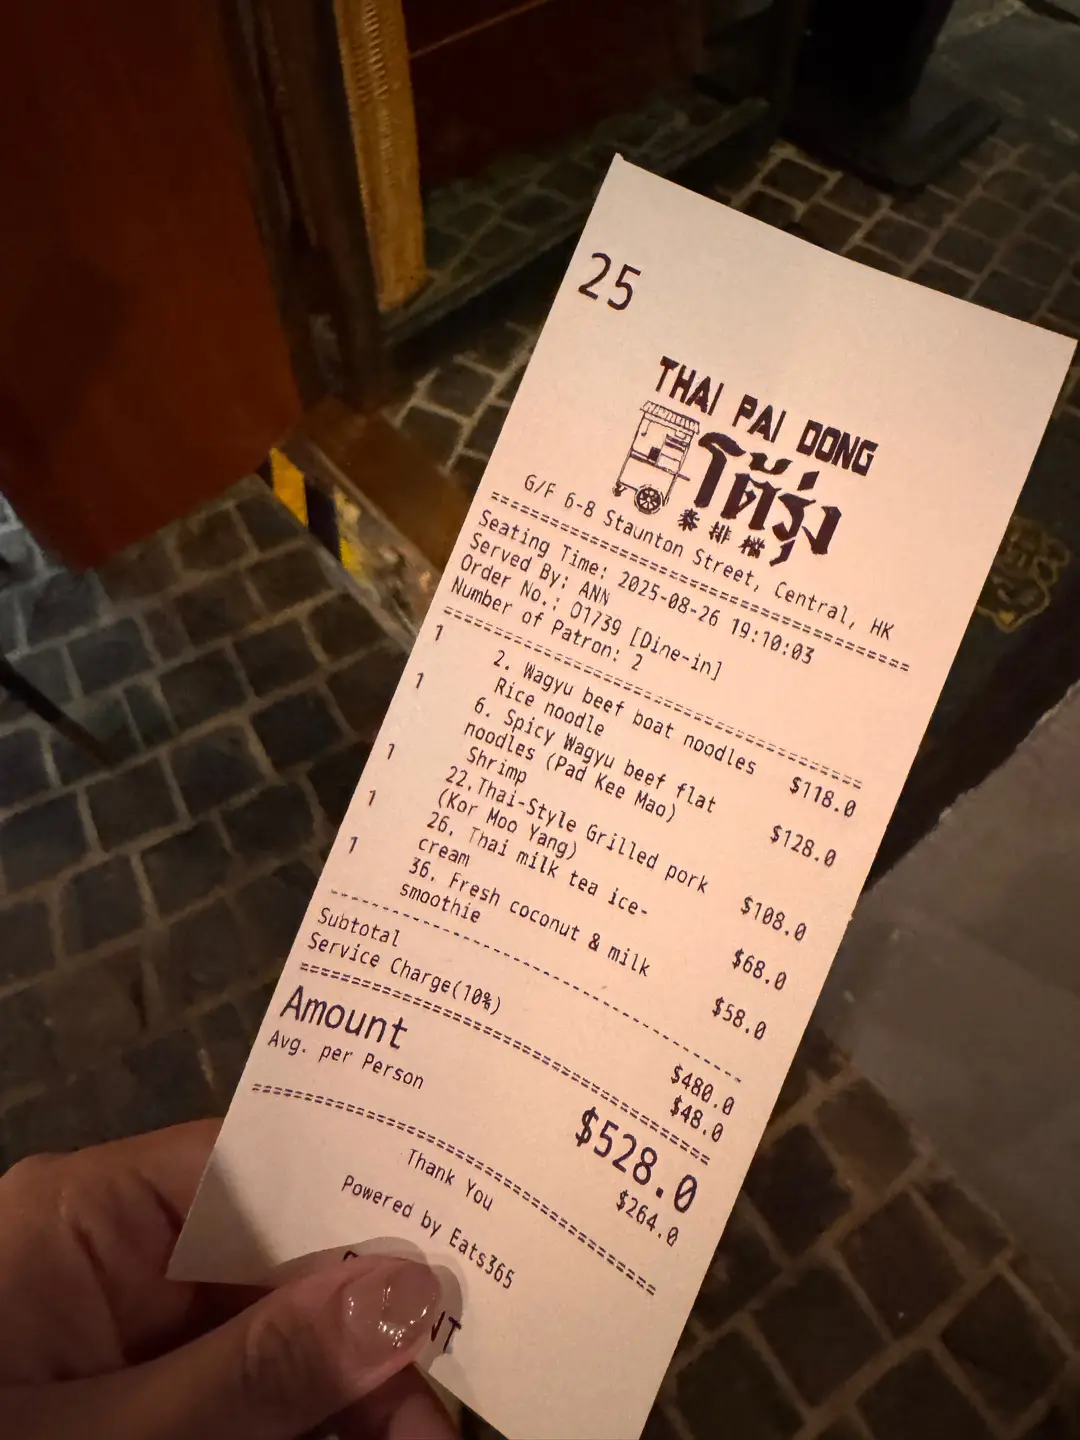 25
THAI PAI DONG
โต้รุ่ง
泰排檔
G/F 6-8 Staunton Street, Central, HK
Seating Time: 2025-08-26 19:10:03
Served By: ANN
Order No.: O1739 [Dine-in]
Number of Patron: 2
1 2. Wagyu beef boat noodles $118.0
Rice noodle
1 6. Spicy Wagyu beef flat $128.0
noodles (Pad Kee Mao)
Shrimp
1 22.Thai-Style Grilled pork $108.0
(Kor Moo Yang)
1 26. Thai milk tea ice- $68.0
cream
1 36. Fresh coconut & milk $58.0
smoothie
Subtotal $480.0
Service Charge(10%) $48.0
Amount $528.0
Avg. per Person $264.0
Thank You
Powered by Eats365